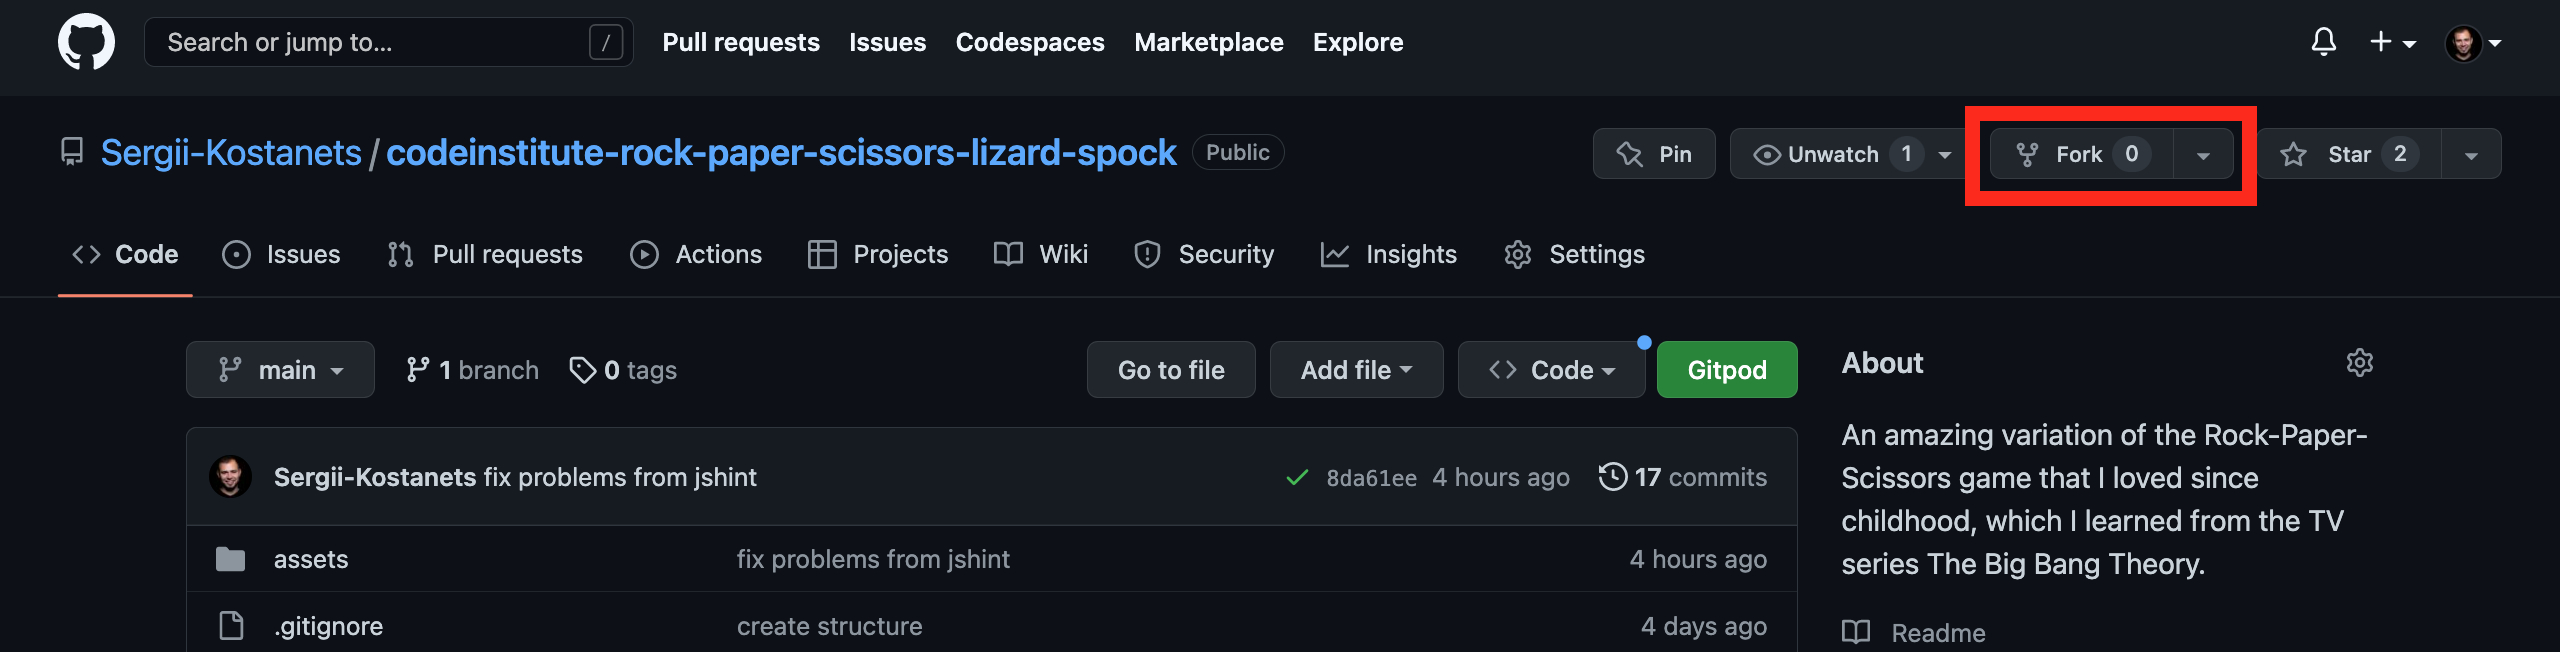 Search or jump to... / Pull requests Issues Codespaces Marketplace Explore
Sergii-Kostanets / codeinstitute-rock-paper-scissors-lizard-spock Public Pin Unwatch 1 Fork 0 Star 2
Code Issues Pull requests Actions Projects Wiki Security Insights Settings
main 1 branch 0 tags Go to file Add file Code Gitpod
Sergii-Kostanets fix problems from jshint 8da61ee 4 hours ago 17 commits
assets fix problems from jshint 4 hours ago
.gitignore create structure 4 days ago
About
An amazing variation of the Rock-Paper-
Scissors game that I loved since
childhood, which I learned from the TV
series The Big Bang Theory.
Readme